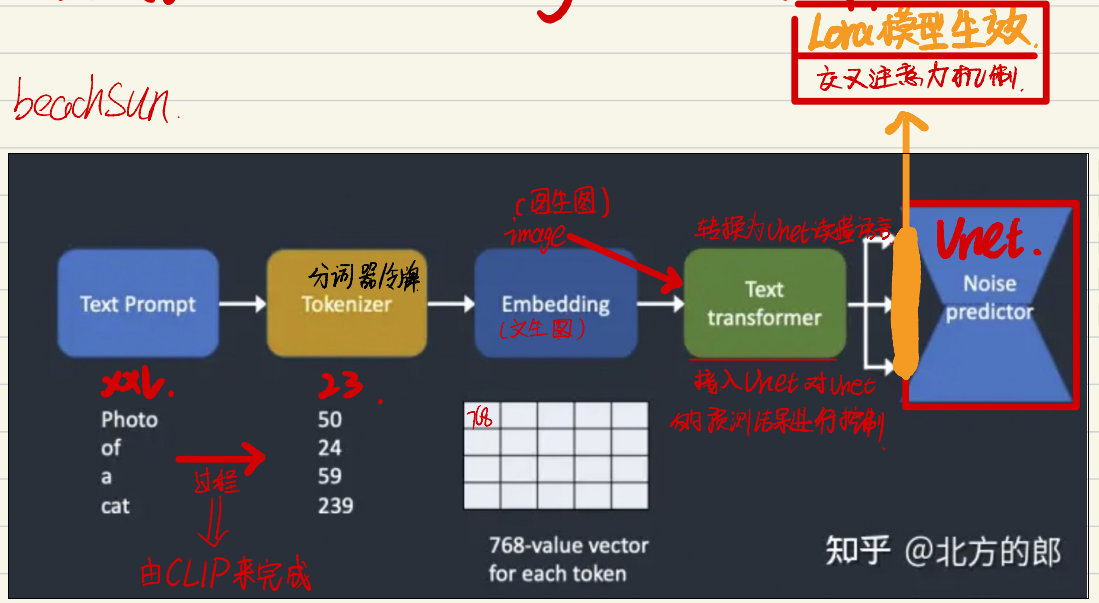 Lora模型生效.
交叉注意力机制.
beachsun.
(图生图)
image
转换为Unet读懂语言
Unet.
分词器/令牌
Text Prompt
Tokenizer
Embedding
(文生图)
Text
transformer
Noise
predictor
接入Unet对Unet
的预测结果进行控制.
23.
768
Photo
of
a
cat
50
24
59
239
过程
由CLIP来完成
768-value vector
for each token
知乎 @北方的郎